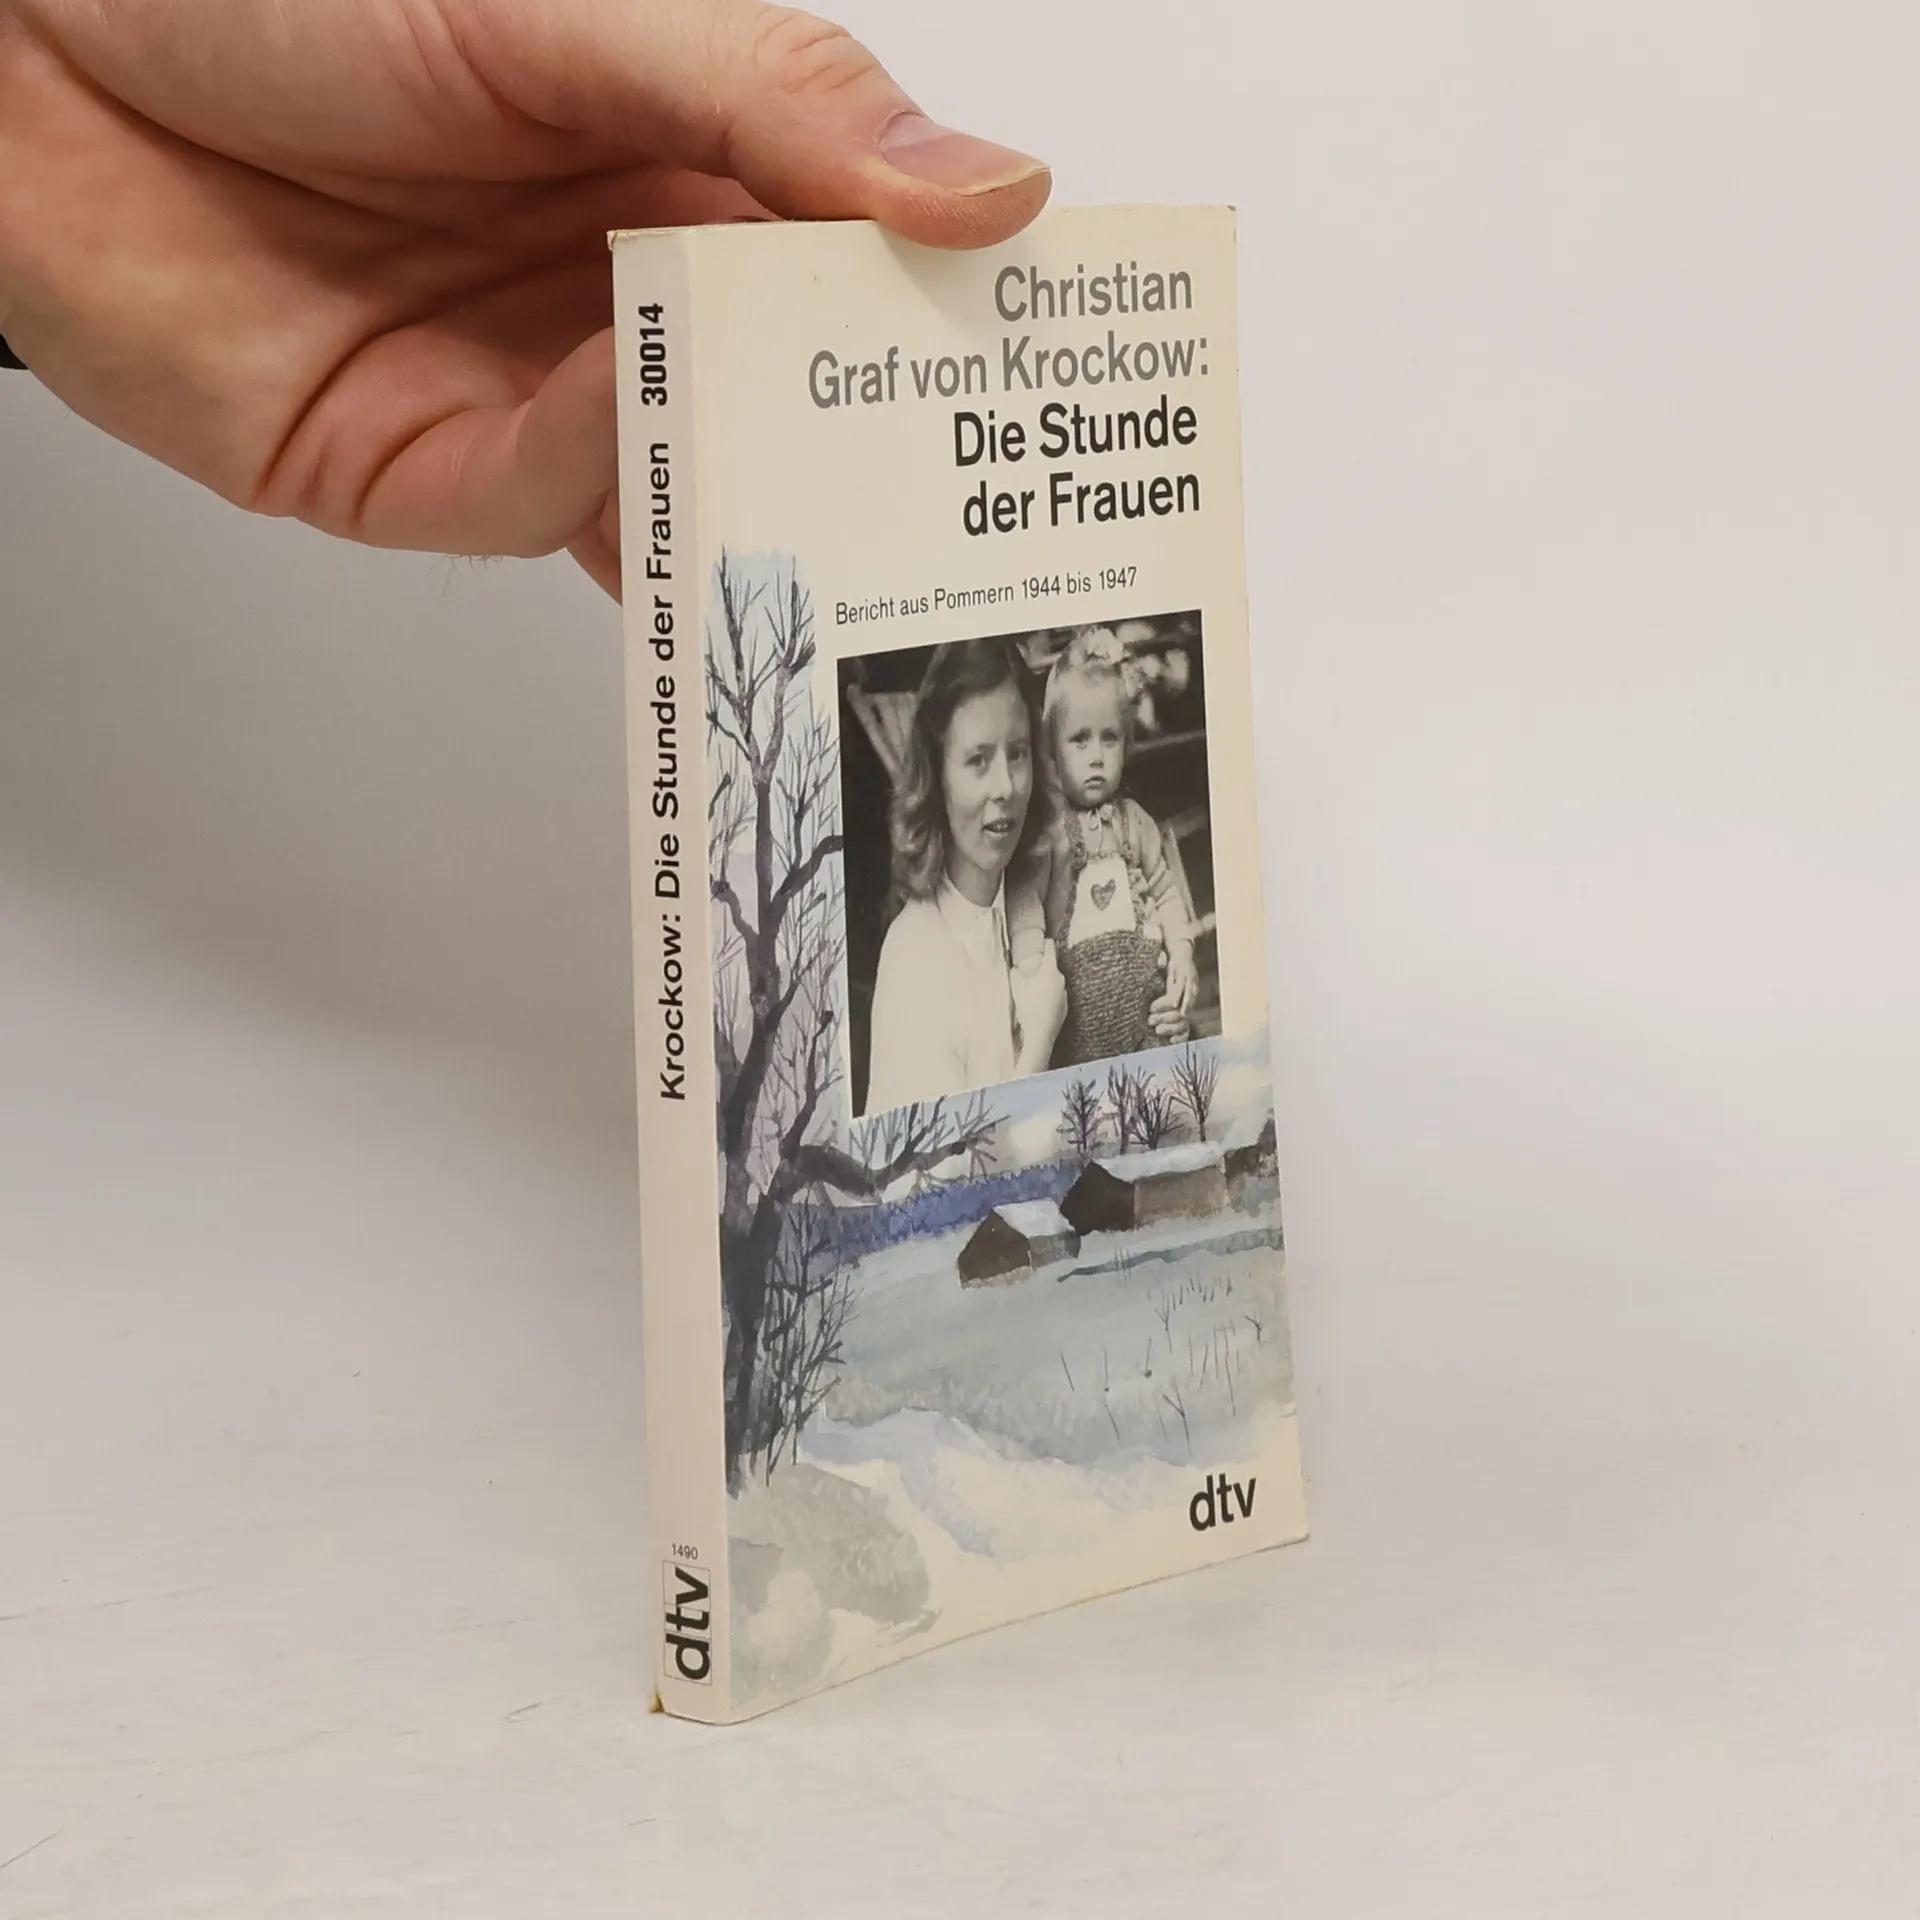 Christian
Graf von Krockow:
Die Stunde
der Frauen
Bericht aus Pommern 1944 bis 1947
dtv
Krockow: Die Stunde der Frauen 30014
1490
dtv